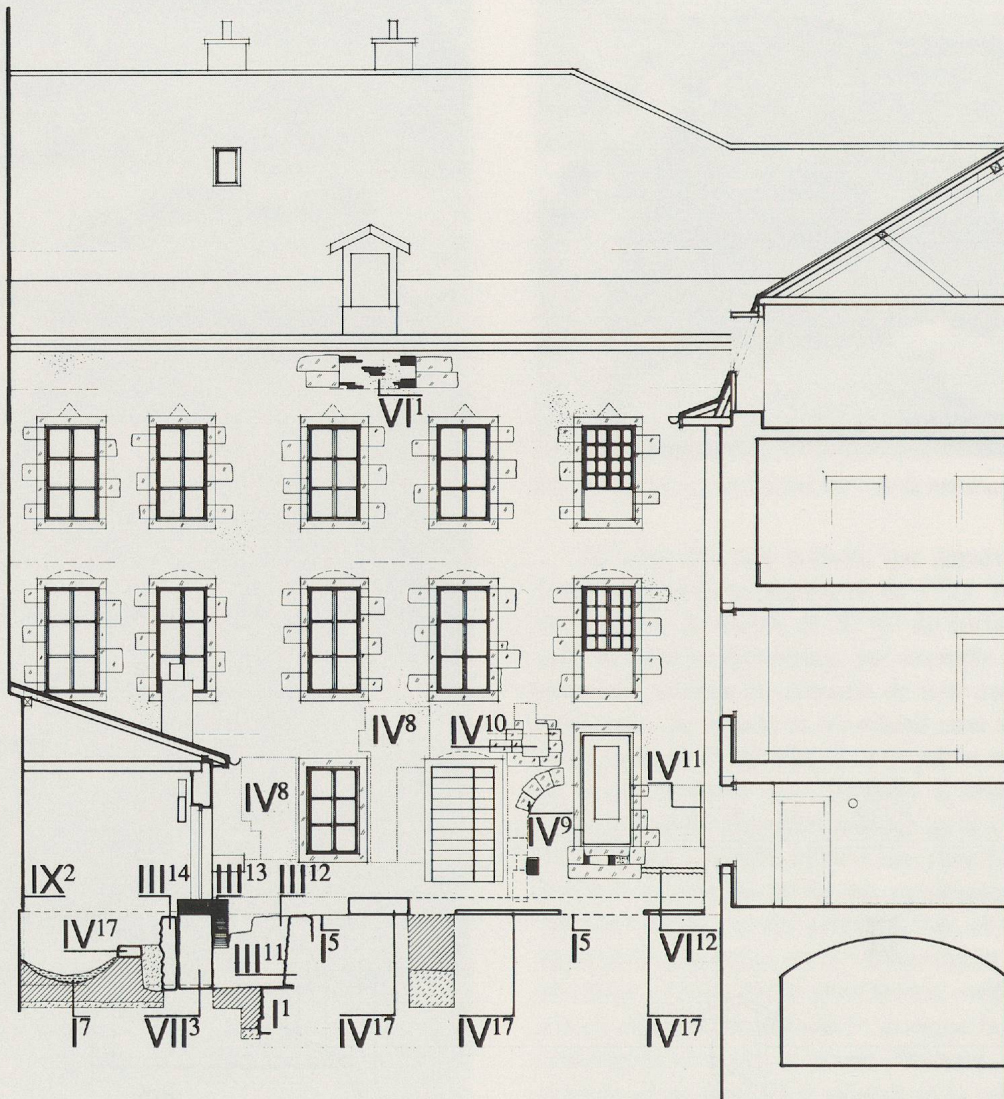 VI¹
IV⁸
IV¹⁰
IV⁸
IV¹¹
IV⁹
IX²
III¹⁴
III¹³
III¹²
IV¹⁷
III¹¹
I⁵
I⁵
VI¹²
I⁷
VII³
I¹
IV¹⁷
IV¹⁷
IV¹⁷